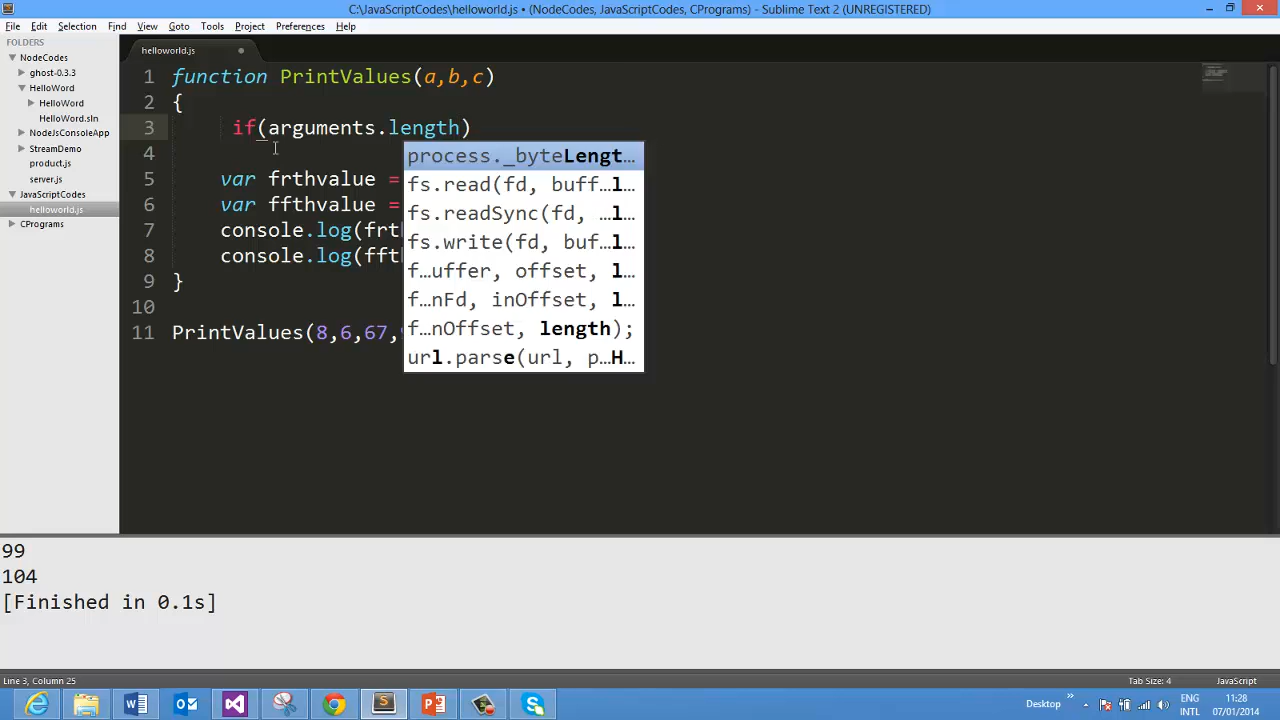 C:\JavaScriptCodes\helloworld.js • (NodeCodes, JavaScriptCodes, CPrograms) - Sublime Text 2 (UNREGISTERED)
File Edit Selection Find View Goto Tools Project Preferences Help
FOLDERS
NodeCodes
ghost-0.3.3
HelloWord
HelloWord
HelloWord.sln
NodeJsConsoleApp
StreamDemo
product.js
server.js
JavaScriptCodes
helloworld.js
CPrograms
helloworld.js
1 function PrintValues(a,b,c)
2 {
3 if(arguments.length)
4
5 var frthvalue =
6 var ffthvalue =
7 console.log(frt
8 console.log(fft
9 }
10
11 PrintValues(8,6,67,
process._byteLengt…
fs.read(fd, buff…l…
fs.readSync(fd, …l…
fs.write(fd, buf…l…
f…uffer, offset, l…
f…nFd, inOffset, l…
f…nOffset, length);
url.parse(url, p…H…
99
104
[Finished in 0.1s]
Line 3, Column 25
Tab Size: 4
JavaScript
Desktop
ENG
INTL
11:28
07/01/2014